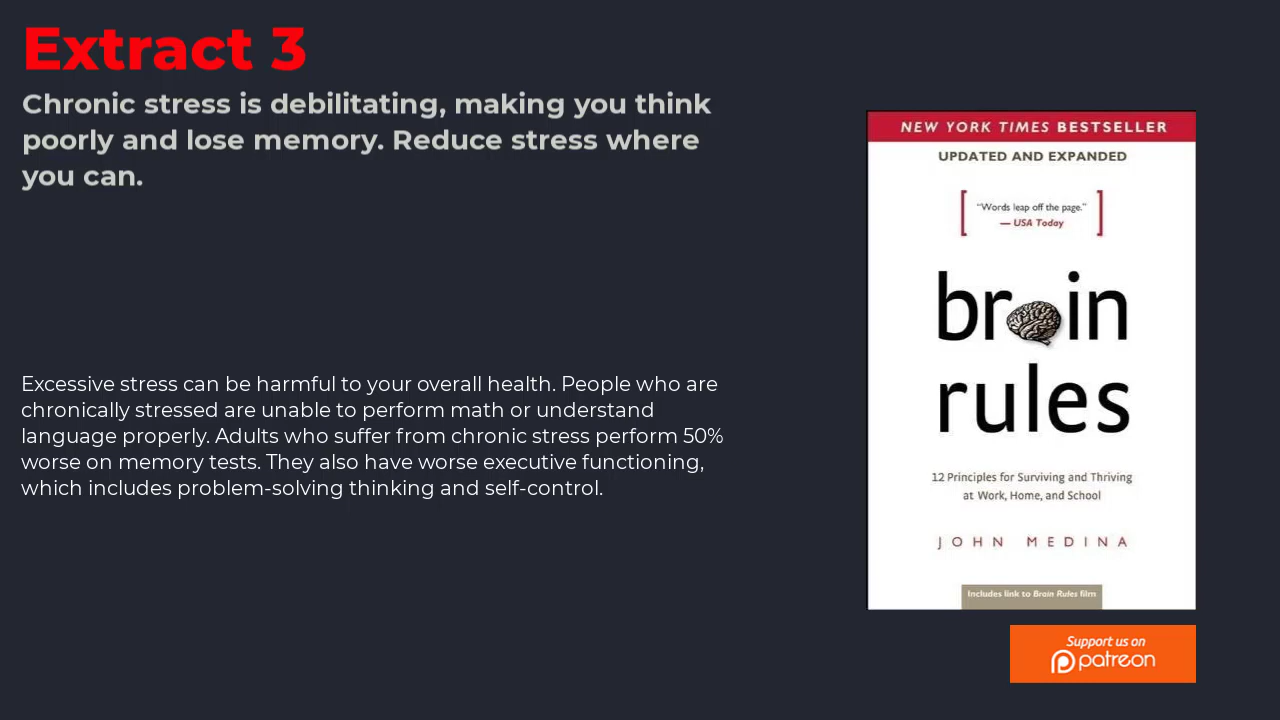 Extract 3
Chronic stress is debilitating, making you think
poorly and lose memory. Reduce stress where
you can.
Excessive stress can be harmful to your overall health. People who are
chronically stressed are unable to perform math or understand
language properly. Adults who suffer from chronic stress perform 50%
worse on memory tests. They also have worse executive functioning,
which includes problem-solving thinking and self-control.
NEW YORK TIMES BESTSELLER
UPDATED AND EXPANDED
“Words leap off the page.”
— USA Today
brain
rules
12 Principles for Surviving and Thriving
at Work, Home, and School
JOHN MEDINA
Includes link to Brain Rules film
Support us on
patreon